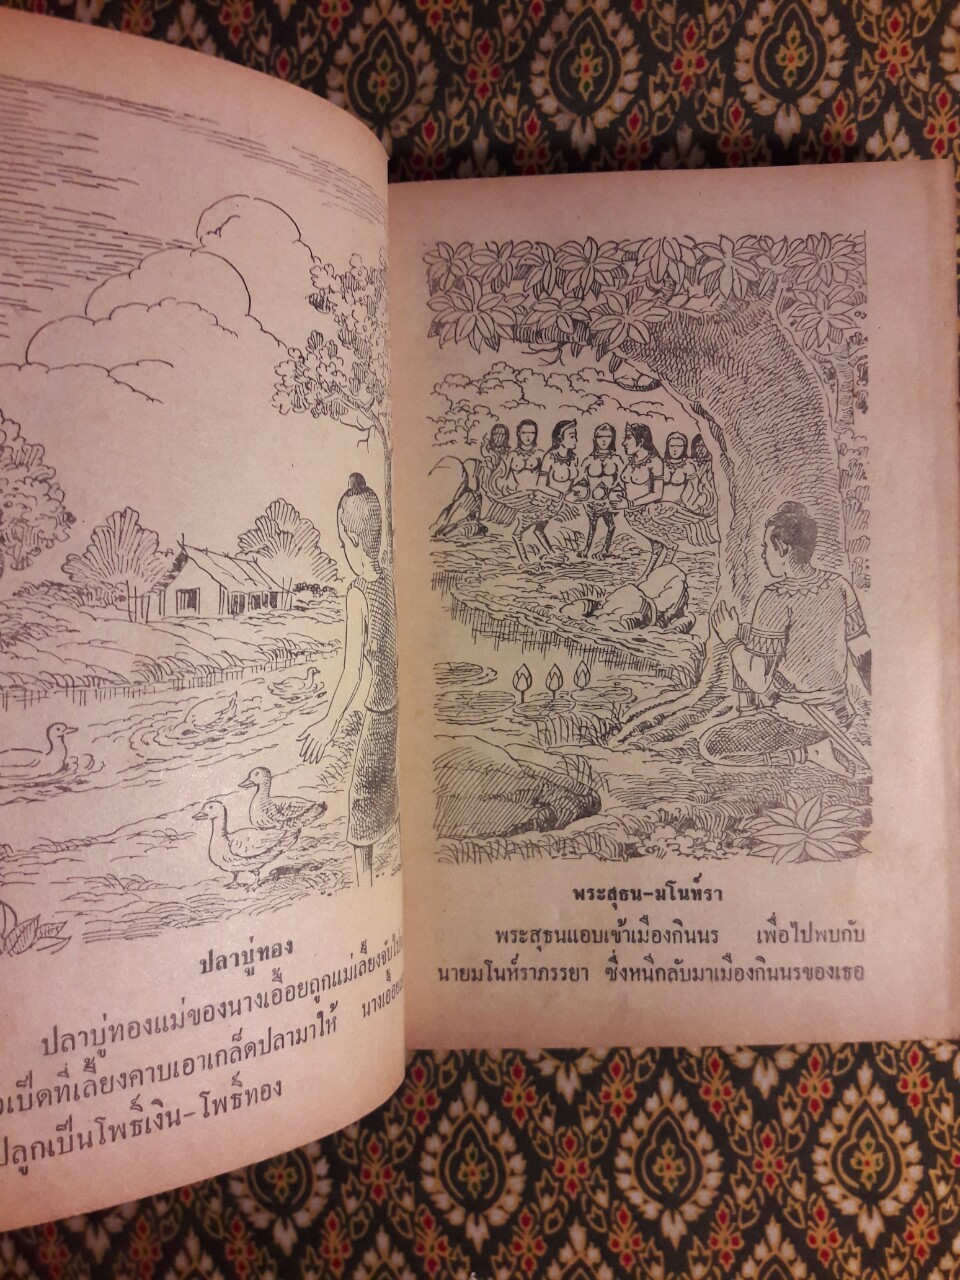 ปลาบู่ทอง
ปลาบู่ทองแม่ของนางเอื้อยถูกแม่เลี้ยงจับไป
เป็ดที่เลี้ยงคาบเอาเกล็ดปลามาให้ นางเอื้อย
ปลูกเป็นโพธิ์เงิน-โพธิ์ทอง
พระสุธน-มโนห์รา
พระสุธนแอบเข้าเมืองกินนร เพื่อไปพบกับ
นายมโนห์ราภรรยา ซึ่งหนีกลับมาเมืองกินนรของเธอ